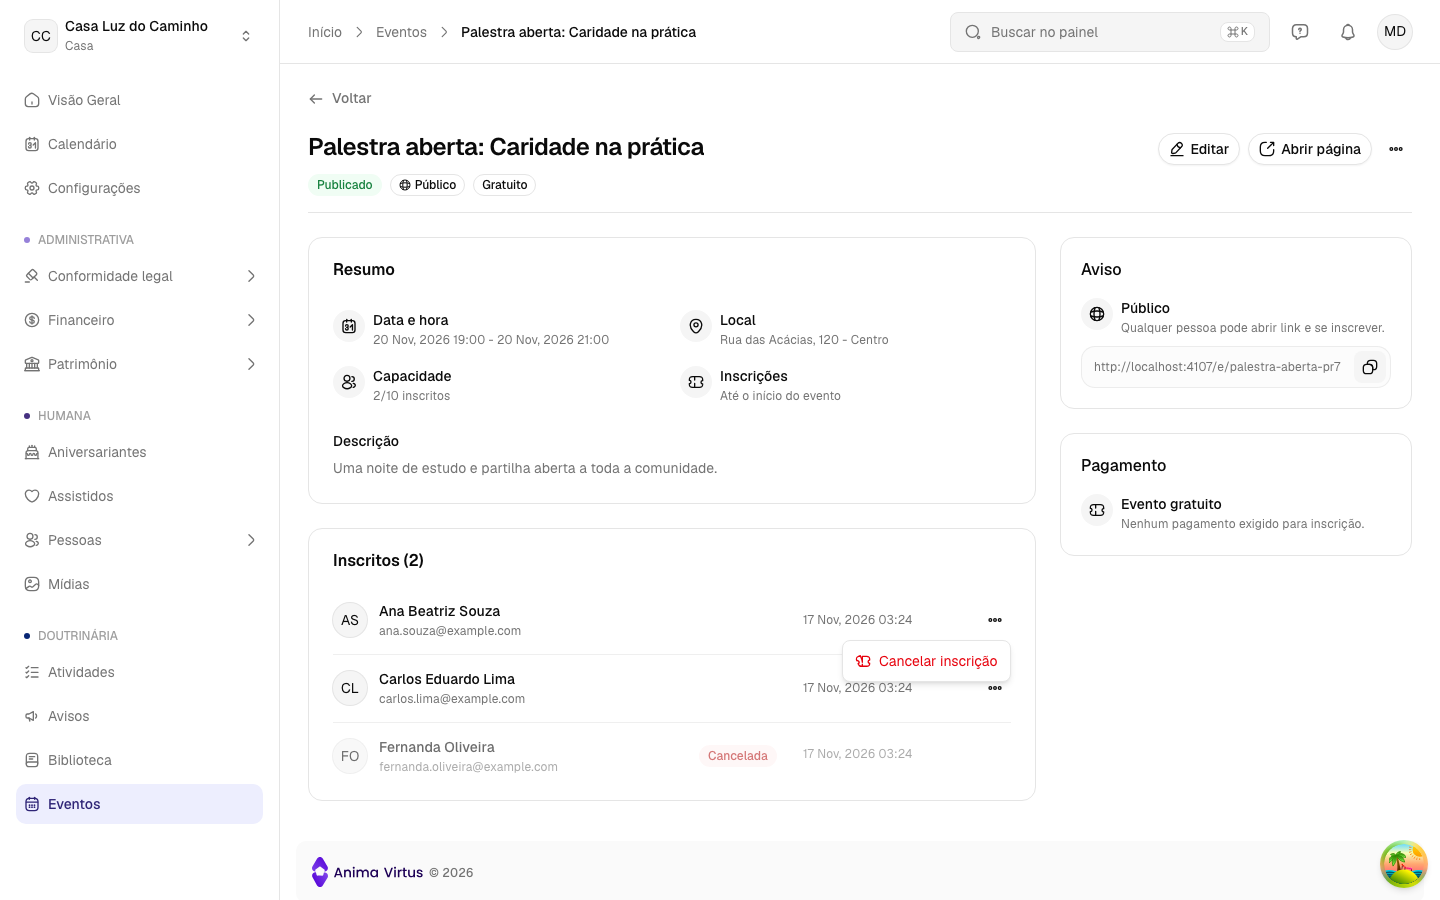 CC
Casa Luz do Caminho
Casa
Início
Eventos
Palestra aberta: Caridade na prática
Buscar no painel
⌘K
MD
Visão Geral
Calendário
Configurações
ADMINISTRATIVA
Conformidade legal
Financeiro
Patrimônio
HUMANA
Aniversariantes
Assistidos
Pessoas
Mídias
DOUTRINÁRIA
Atividades
Avisos
Biblioteca
Eventos
Voltar
Palestra aberta: Caridade na prática
Editar
Abrir página
Publicado
Público
Gratuito
Resumo
Data e hora
20 Nov, 2026 19:00 - 20 Nov, 2026 21:00
Local
Rua das Acácias, 120 - Centro
Capacidade
2/10 inscritos
Inscrições
Até o início do evento
Descrição
Uma noite de estudo e partilha aberta a toda a comunidade.
Inscritos (2)
AS
Ana Beatriz Souza
ana.souza@example.com
17 Nov, 2026 03:24
Cancelar inscrição
CL
Carlos Eduardo Lima
carlos.lima@example.com
17 Nov, 2026 03:24
FO
Fernanda Oliveira
fernanda.oliveira@example.com
Cancelada
17 Nov, 2026 03:24
Aviso
Público
Qualquer pessoa pode abrir link e se inscrever.
http://localhost:4107/e/palestra-aberta-pr7
Pagamento
Evento gratuito
Nenhum pagamento exigido para inscrição.
Anima Virtus © 2026